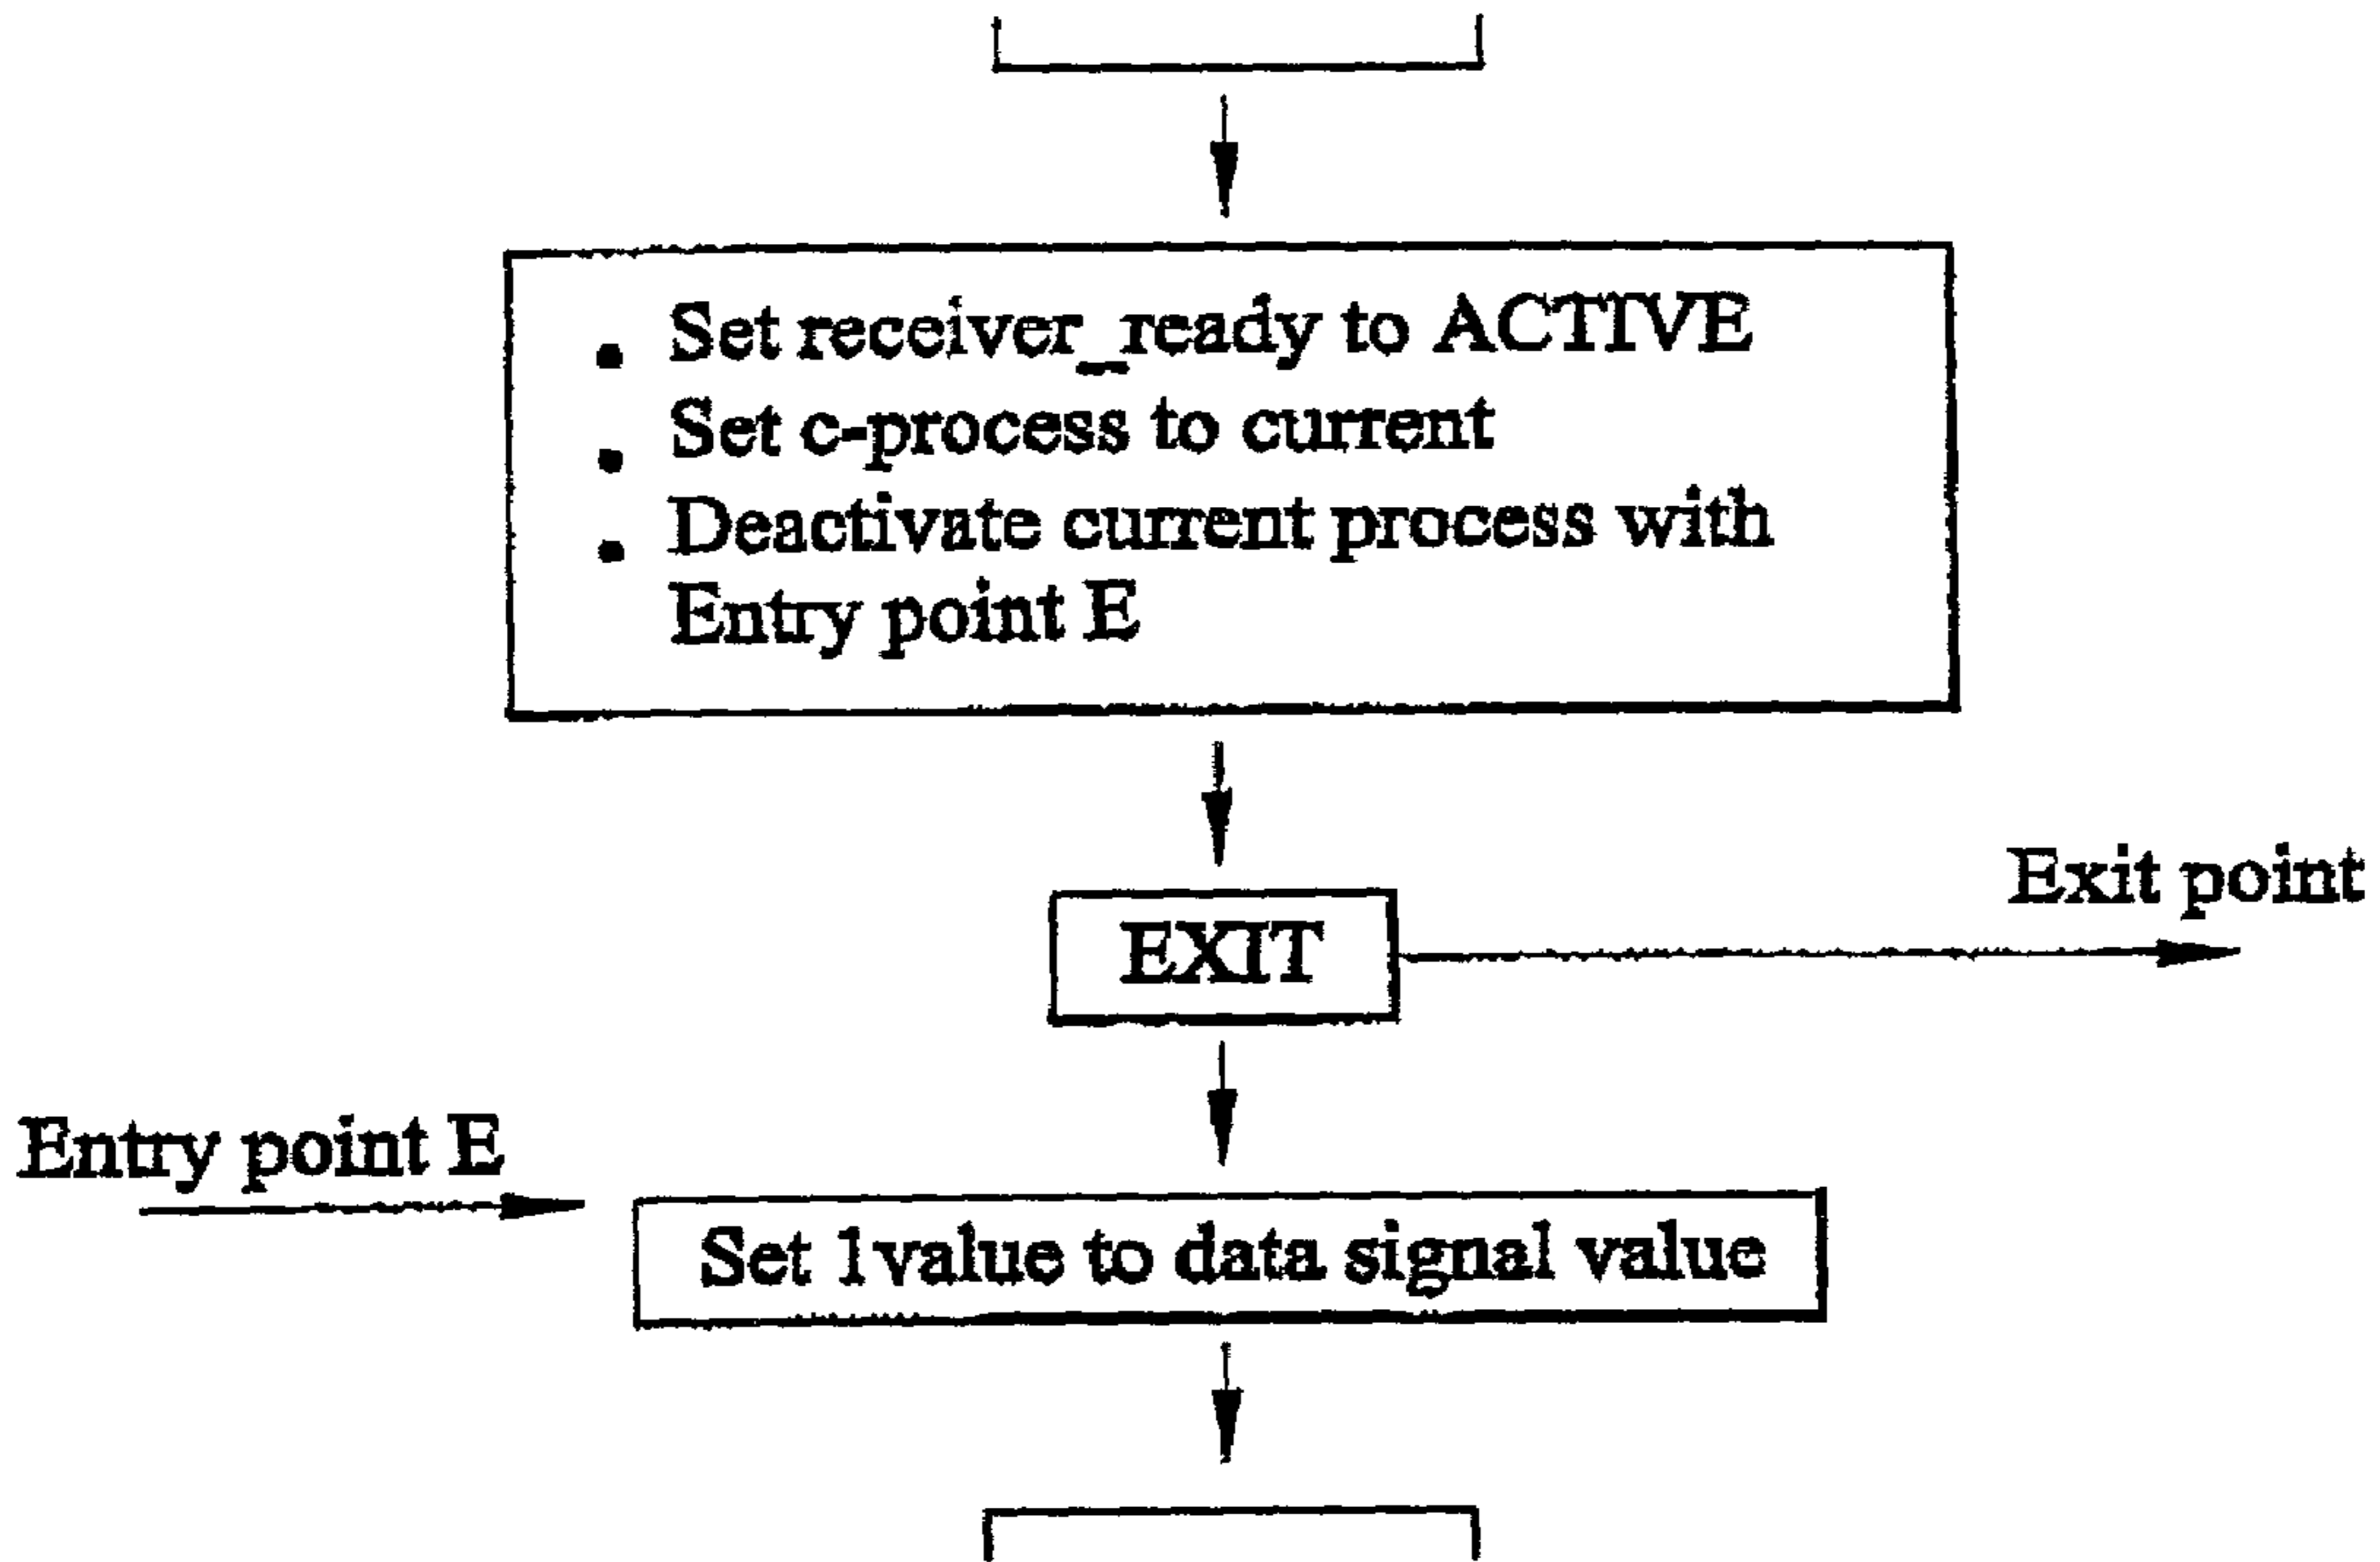 • Set receiver_ready to ACTIVE
• Set c-process to current
• Deactivate current process with
Entry point E
Exit point
EXIT
Entry point E
Set 1value to data signal value